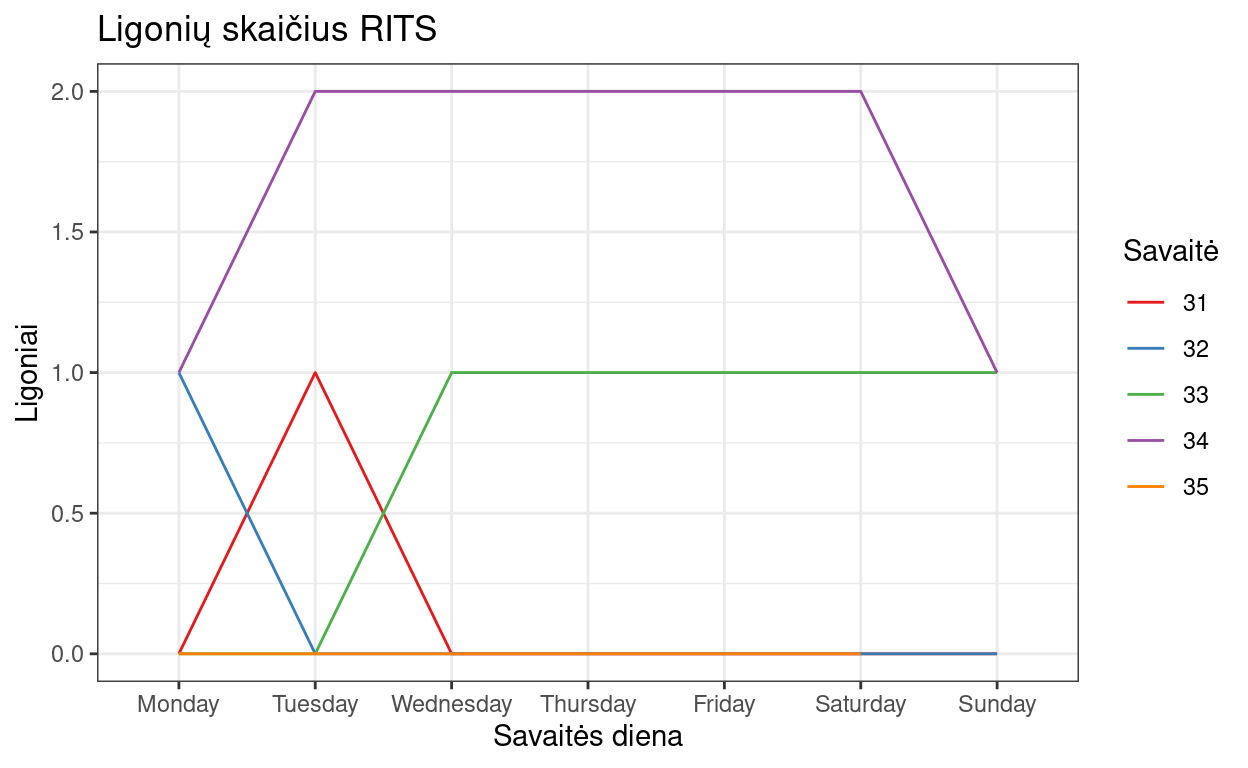 Ligonių skaičius RITS
2.0
1.5
1.0
0.5
0.0
Ligoniai
Monday Tuesday Wednesday Thursday Friday Saturday Sunday
Savaitės diena
Savaitė
31
32
33
34
35